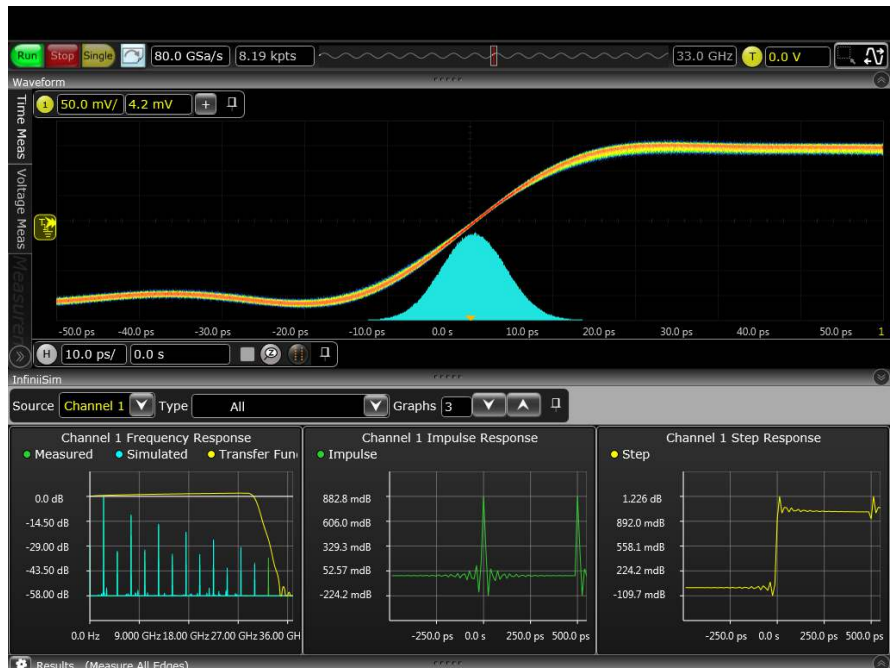 Run Stop Single 80.0 GSa/s 8.19 kpts 33.0 GHz T 0.0 V
Waveform
Time Meas
Voltage Meas
1 50.0 mV/ 4.2 mV +
-50.0 ps -40.0 ps -30.0 ps -20.0 ps -10.0 ps 0.0 s 10.0 ps 20.0 ps 30.0 ps 40.0 ps 50.0 ps 1
H 10.0 ps/ 0.0 s
InfiniiSim
Source Channel 1 Type All Graphs 3
Channel 1 Frequency Response
Measured Simulated Transfer Fun
0.0 dB
-14.50 dB
-29.00 dB
-43.50 dB
-58.00 dB
0.0 Hz 9.000 GHz 18.00 GHz 27.00 GHz 36.00 GH
Channel 1 Impulse Response
Impulse
882.8 mdB
606.0 mdB
329.3 mdB
52.57 mdB
-224.2 mdB
-250.0 ps 0.0 s 250.0 ps 500.0 ps
Channel 1 Step Response
Step
1.226 dB
892.0 mdB
558.1 mdB
224.2 mdB
-109.7 mdB
-250.0 ps 0.0 s 250.0 ps 500.0 ps
Results (Measure All Edges)